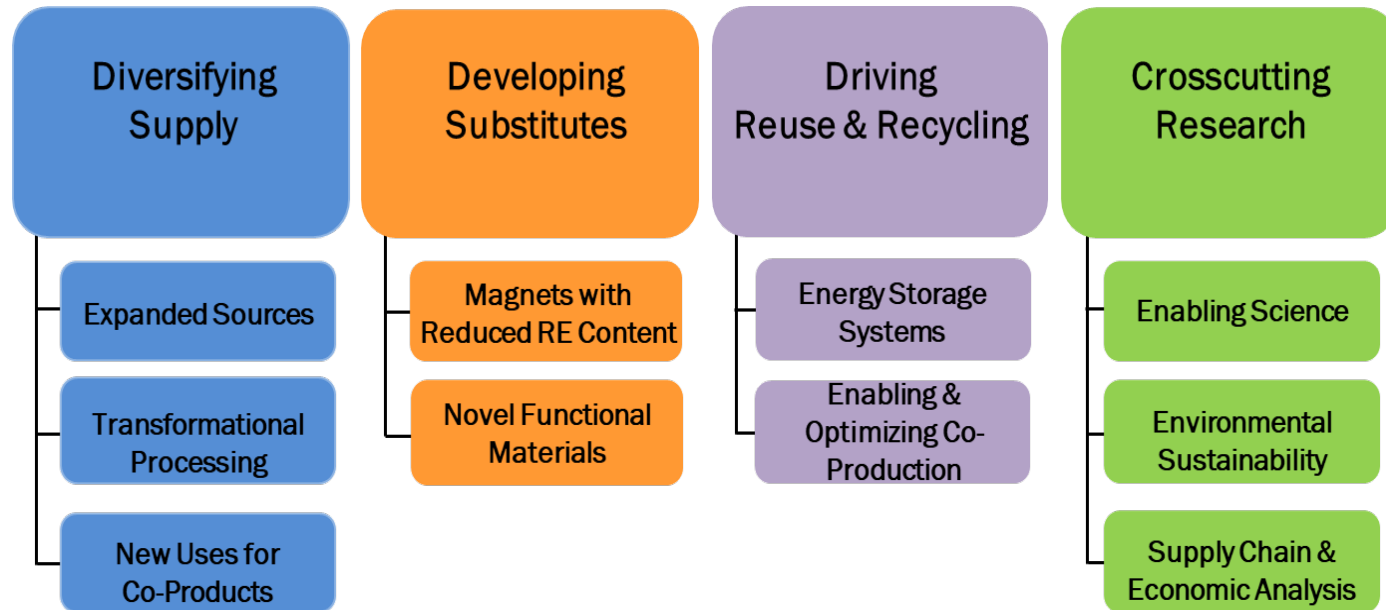 Diversifying
Supply
Expanded Sources
Transformational
Processing
New Uses for
Co-Products
Developing
Substitutes
Magnets with
Reduced RE Content
Novel Functional
Materials
Driving
Reuse & Recycling
Energy Storage
Systems
Enabling &
Optimizing Co-
Production
Crosscutting
Research
Enabling Science
Environmental
Sustainability
Supply Chain &
Economic Analysis